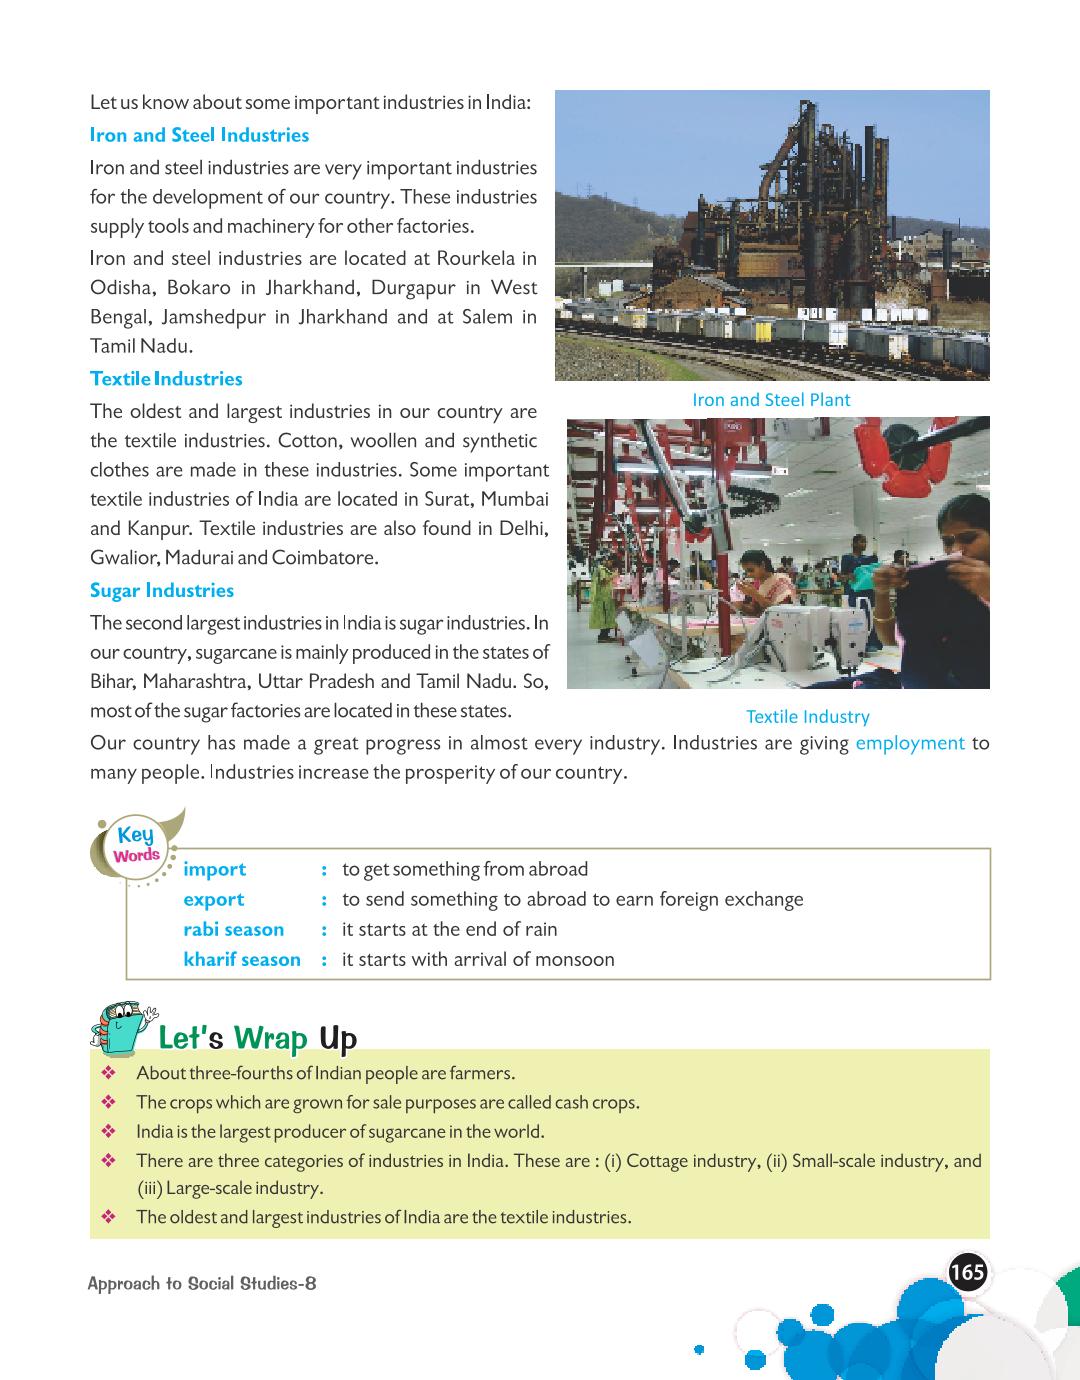 Let us know about some important industries in India:
Iron and Steel Industries
Iron and steel industries are very important industries
for the development of our country. These industries
supply tools and machinery for other factories.
Iron and steel industries are located at Rourkela in
Odisha, Bokaro in Jharkhand, Durgapur in West
Bengal, Jamshedpur in Jharkhand and at Salem in
Tamil Nadu.
Iron and Steel Plant
Textile Industries
The oldest and largest industries in our country are
the textile industries. Cotton, woollen and synthetic
clothes are made in these industries. Some important
textile industries of India are located in Surat, Mumbai
and Kanpur. Textile industries are also found in Delhi,
Gwalior, Madurai and Coimbatore.
Sugar Industries
The second largest industries in India is sugar industries. In
our country, sugarcane is mainly produced in the states of
Bihar, Maharashtra, Uttar Pradesh and Tamil Nadu. So,
most of the sugar factories are located in these states.
Textile Industry
Our country has made a great progress in almost every industry. Industries are giving employment to
many people. Industries increase the prosperity of our country.
Key
Words
import : to get something from abroad
export : to send something to abroad to earn foreign exchange
rabi season : it starts at the end of rain
kharif season : it starts with arrival of monsoon
Let's Wrap Up
❖ About three-fourths of Indian people are farmers.
❖ The crops which are grown for sale purposes are called cash crops.
❖ India is the largest producer of sugarcane in the world.
❖ There are three categories of industries in India. These are : (i) Cottage industry, (ii) Small-scale industry, and
(iii) Large-scale industry.
❖ The oldest and largest industries of India are the textile industries.
Approach to Social Studies-8
165